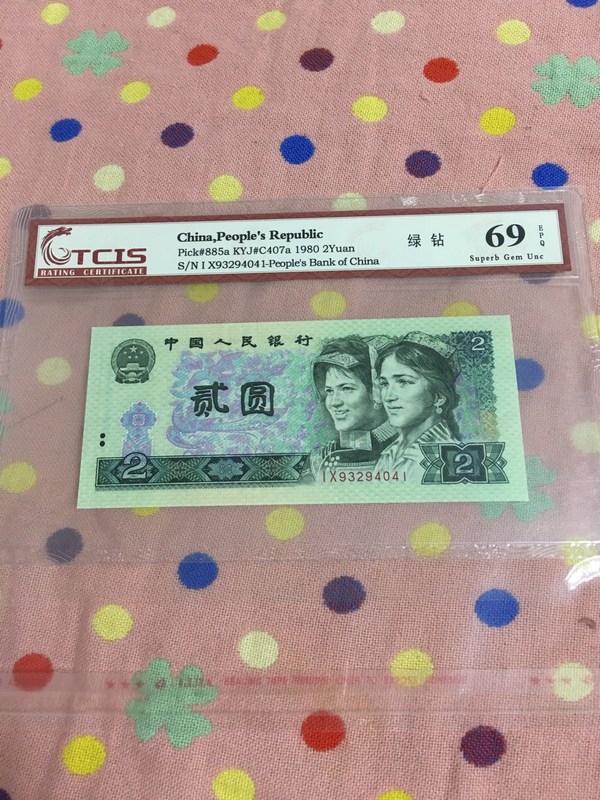 TCIS
RATING CERTIFICATE
China,People's Republic
Pick#885a KYJ#C407a 1980 2Yuan
S/N I X93294041-People's Bank of China
绿 钻
69
EPQ
Superb Gem Unc
中国人民银行
贰圆
2
2
2
IX93294041